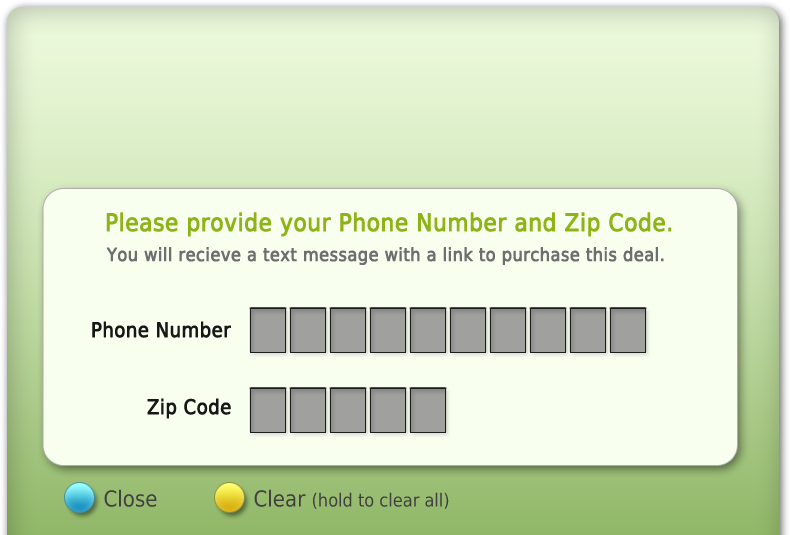 Please provide your Phone Number and Zip Code.
You will recieve a text message with a link to purchase this deal.
Phone Number
Zip Code
Close
Clear (hold to clear all)